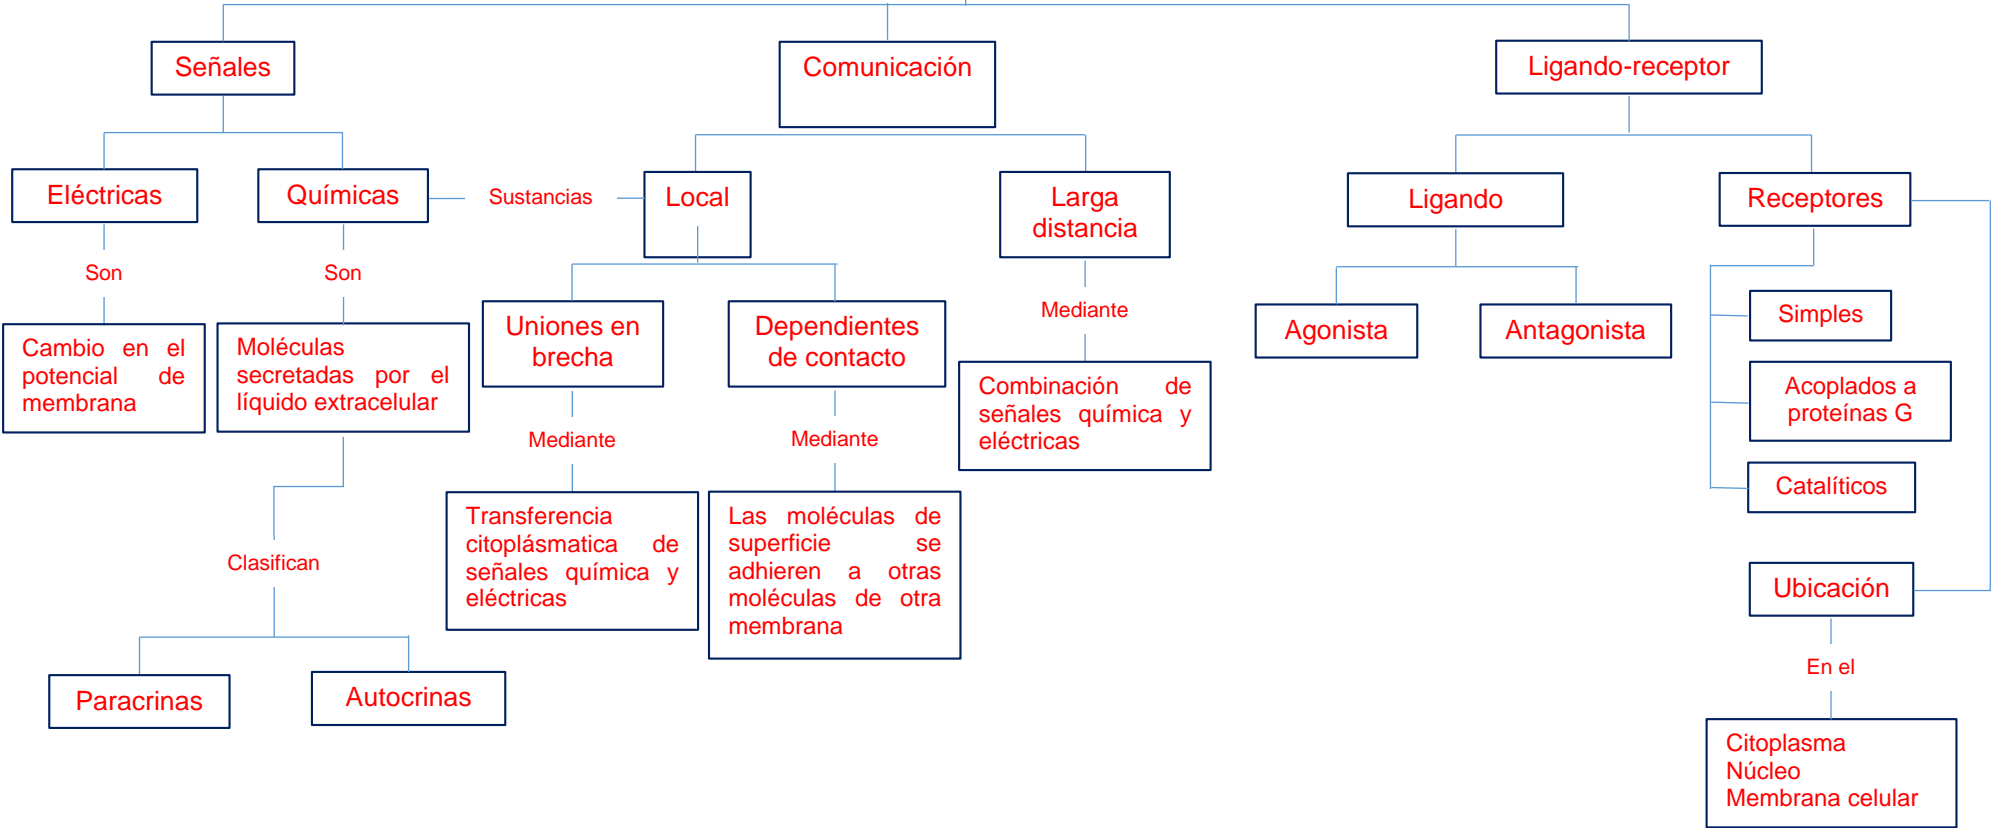 Señales
Comunicación
Ligando-receptor
Eléctricas
Químicas
Sustancias
Local
Larga
distancia
Ligando
Receptores
Son
Son
Mediante
Cambio en el
potencial de
membrana
Moléculas
secretadas por el
líquido extracelular
Uniones en
brecha
Dependientes
de contacto
Combinación de
señales química y
eléctricas
Agonista
Antagonista
Simples
Acoplados a
proteínas G
Catalíticos
Mediante
Mediante
Transferencia
citoplásmatica de
señales química y
eléctricas
Las moléculas de
superficie se
adhieren a otras
moléculas de otra
membrana
Clasifican
Ubicación
Paracrinas
Autocrinas
En el
Citoplasma
Núcleo
Membrana celular